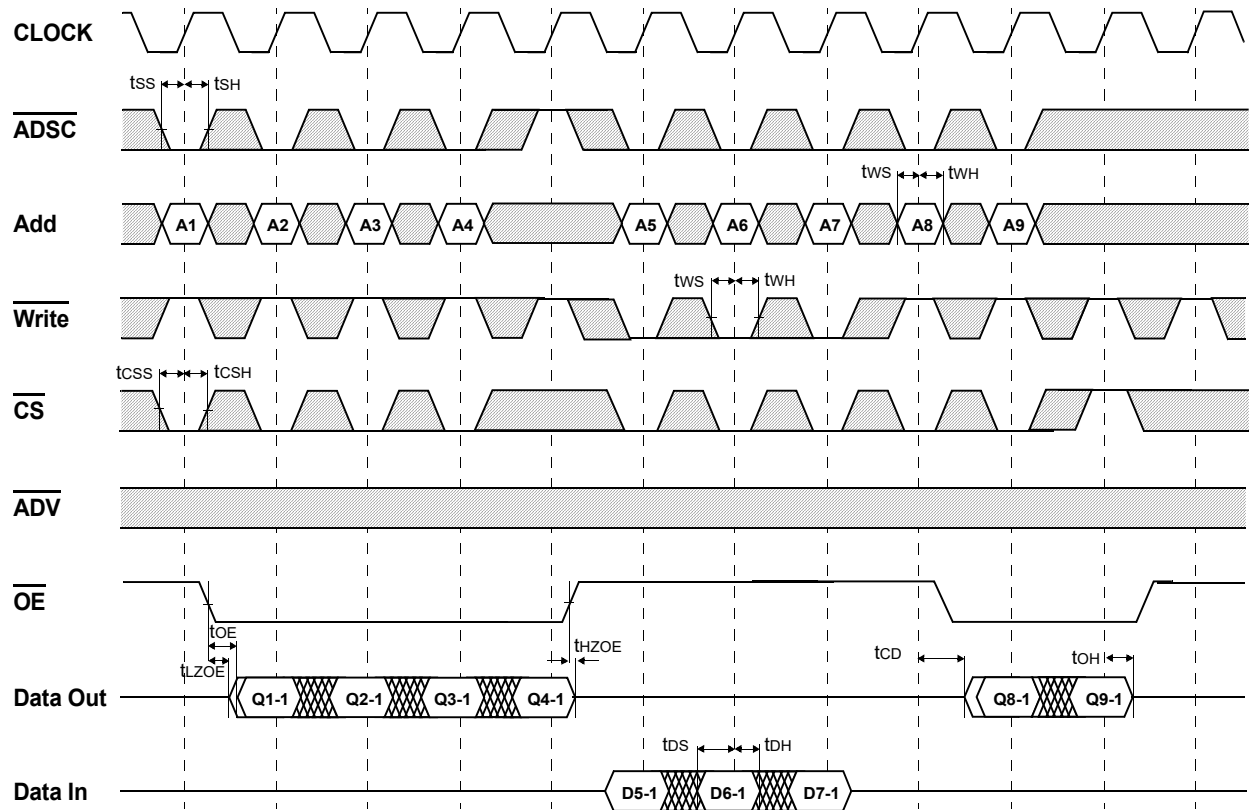 CLOCK
tSS tSH
ADSC
tWS tWH
Add A1 A2 A3 A4 A5 A6 A7 A8 A9
tWS tWH
Write
tCSS tCSH
CS
ADV
OE
tOE tHZOE
tLZOE tCD tOH
Data Out Q1-1 Q2-1 Q3-1 Q4-1 Q8-1 Q9-1
tDS tDH
Data In D5-1 D6-1 D7-1